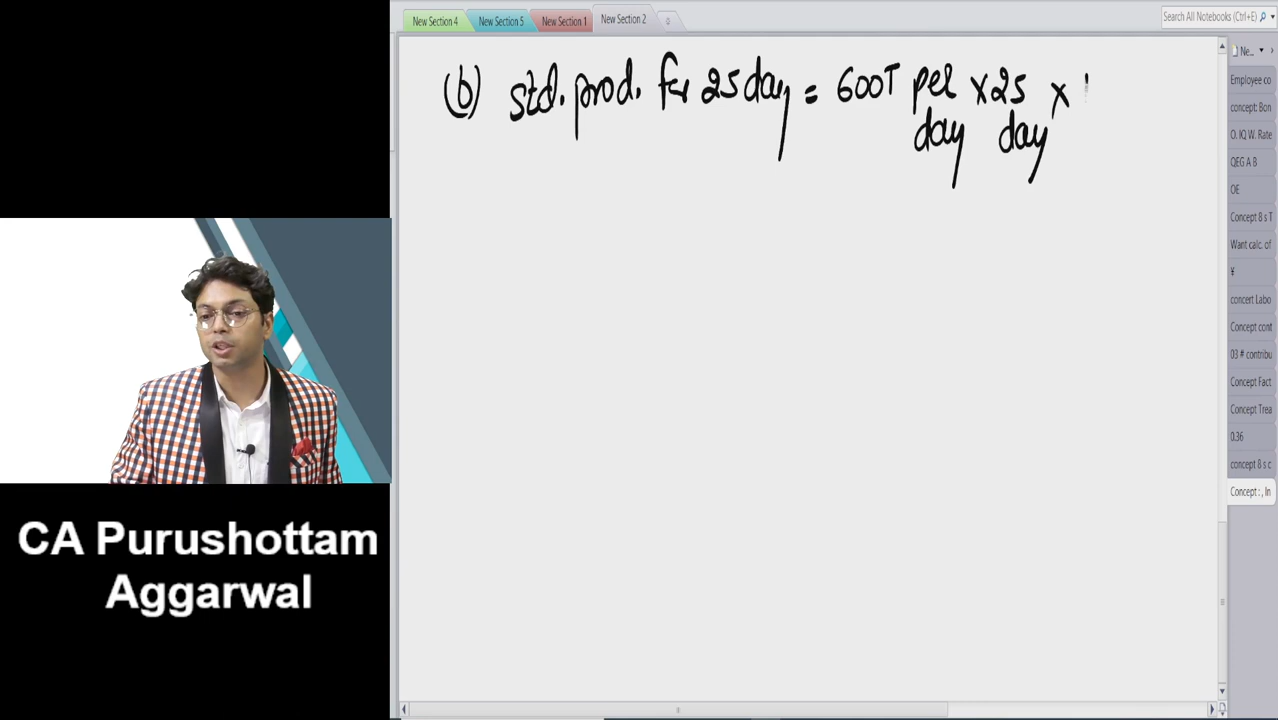 New Section 4
New Section 5
New Section 1
New Section 2
Search All Notebooks (Ctrl+E)
(b) std. prod. for 25 day = 600T per day × 25 day ×
Ne...
Employee co
concept: Bon
O. IQ W. Rate
QEG A B
OE
Concept 8 s T
Want calc. of
¥
concert Labo
Concept cont
03 # contribu
Concept Fact
Concept Trea
0.36
concept 8 s c
Concept : , In
CA Purushottam
Aggarwal